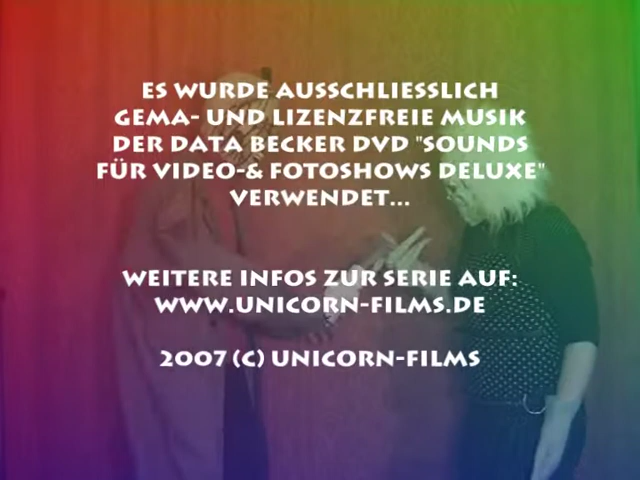 ES WURDE AUSSCHLIESSLICH
GEMA- UND LIZENZFREIE MUSIK
DER DATA BECKER DVD "SOUNDS
FÜR VIDEO-& FOTOSHOWS DELUXE"
VERWENDET...
WEITERE INFOS ZUR SERIE AUF:
WWW.UNICORN-FILMS.DE
2007 (C) UNICORN-FILMS